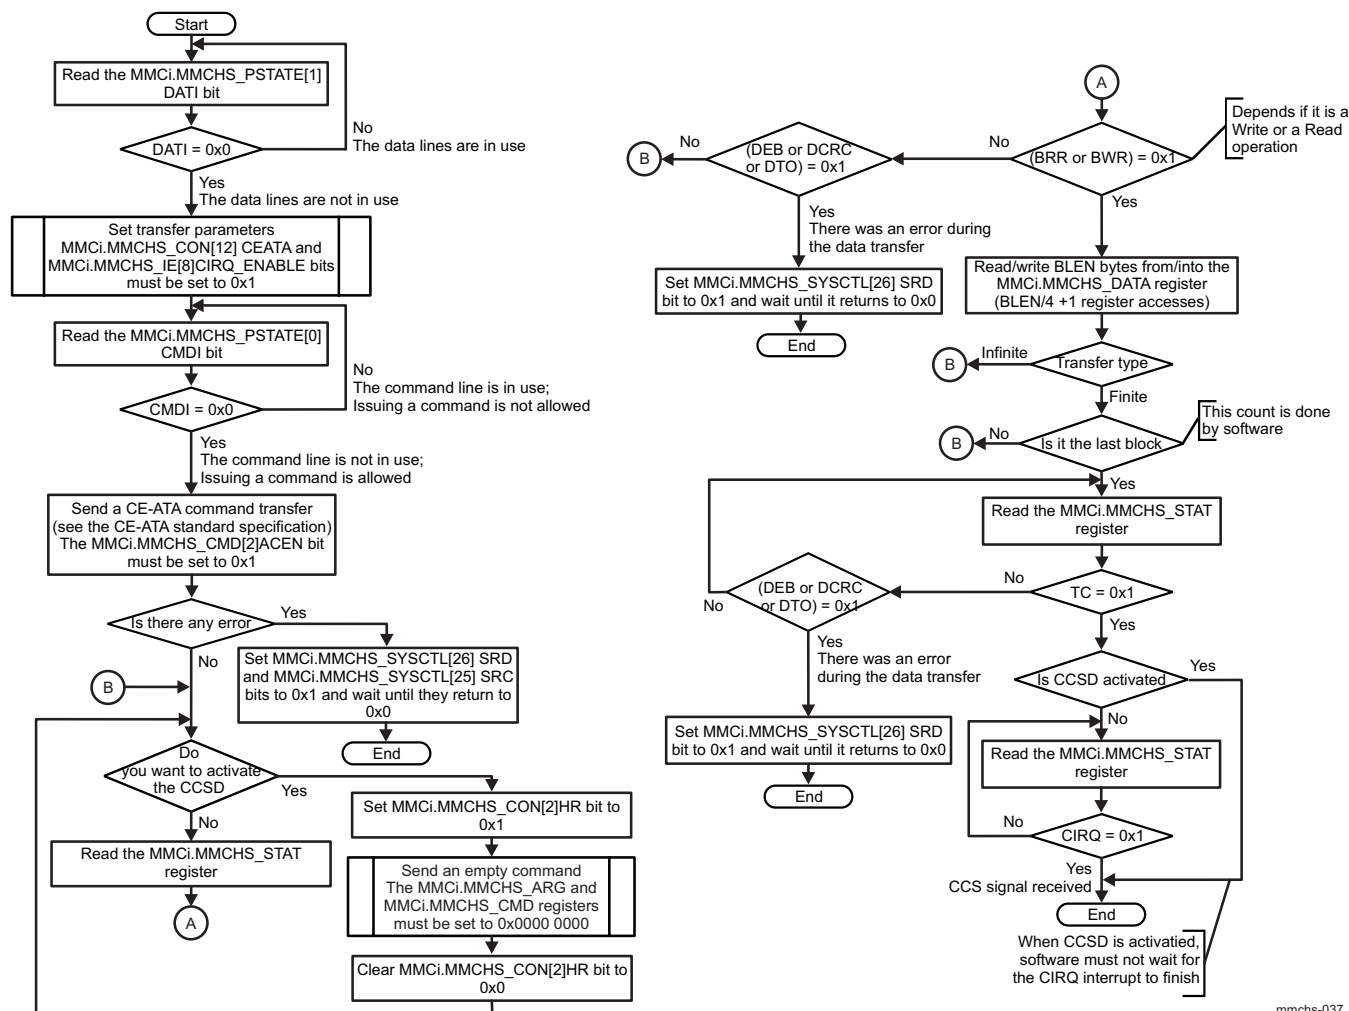 Start
Read the MMCi.MMCHS_PSTATE[1]
DATI bit
DATI = 0x0
No
The data lines are in use
Yes
The data lines are not in use
Set transfer parameters
MMCi.MMCHS_CON[12] CEATA and
MMCi.MMCHS_IE[8]CIRQ_ENABLE bits
must be set to 0x1
Read the MMCi.MMCHS_PSTATE[0]
CMDI bit
CMDI = 0x0
No
The command line is in use;
Issuing a command is not allowed
Yes
The command line is not in use;
Issuing a command is allowed
Send a CE-ATA command transfer
(see the CE-ATA standard specification)
The MMCi.MMCHS_CMD[2]ACEN bit
must be set to 0x1
Is there any error
Yes
No
Set MMCi.MMCHS_SYSCTL[26] SRD
and MMCi.MMCHS_SYSCTL[25] SRC
bits to 0x1 and wait until they return to
0x0
End
B
Do
you want to activate
the CCSD
Yes
No
Read the MMCi.MMCHS_STAT
register
A
Set MMCi.MMCHS_CON[2]HR bit to
0x1
Send an empty command
The MMCi.MMCHS_ARG and
MMCi.MMCHS_CMD registers
must be set to 0x0000 0000
Clear MMCi.MMCHS_CON[2]HR bit to
0x0
A
(BRR or BWR) = 0x1
Depends if it is a
Write or a Read
operation
No
(DEB or DCRC
or DTO) = 0x1
No
B
Yes
There was an error during
the data transfer
Set MMCi.MMCHS_SYSCTL[26] SRD
bit to 0x1 and wait until it returns to 0x0
End
Yes
Read/write BLEN bytes from/into the
MMCi.MMCHS_DATA register
(BLEN/4 +1 register accesses)
Transfer type
Infinite
B
Finite
Is it the last block
This count is done
by software
No
B
Yes
Read the MMCi.MMCHS_STAT
register
TC = 0x1
No
(DEB or DCRC
or DTO) = 0x1
No
Yes
There was an error
during the data transfer
Set MMCi.MMCHS_SYSCTL[26] SRD
bit to 0x1 and wait until it returns to 0x0
End
Yes
Is CCSD activated
Yes
No
Read the MMCi.MMCHS_STAT
register
CIRQ = 0x1
No
Yes
CCS signal received
End
When CCSD is activatied,
software must not wait for
the CIRQ interrupt to finish
mmchs-037